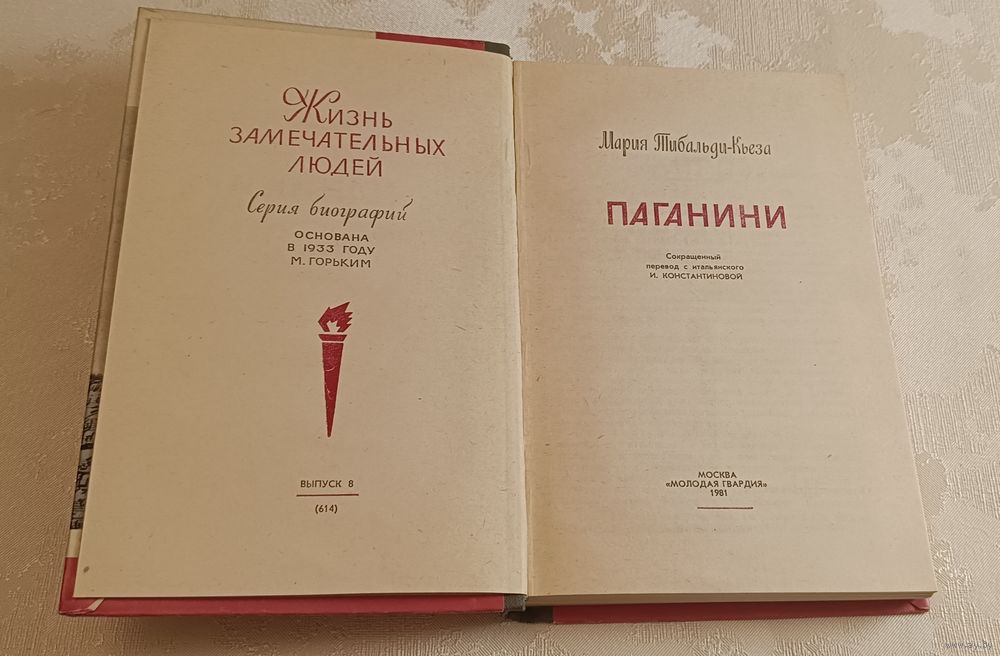 Жизнь
ЗАМЕЧАТЕЛЬНЫХ
ЛЮДЕЙ
Серия биографий
ОСНОВАНА
В 1933 ГОДУ
М. ГОРЬКИМ
ВЫПУСК 8
(614)
Мария Тибальди-Кьеза
ПАГАНИНИ
Сокращенный
перевод с итальянского
И. КОНСТАНТИНОВОЙ
МОСКВА
«МОЛОДАЯ ГВАРДИЯ»
1981